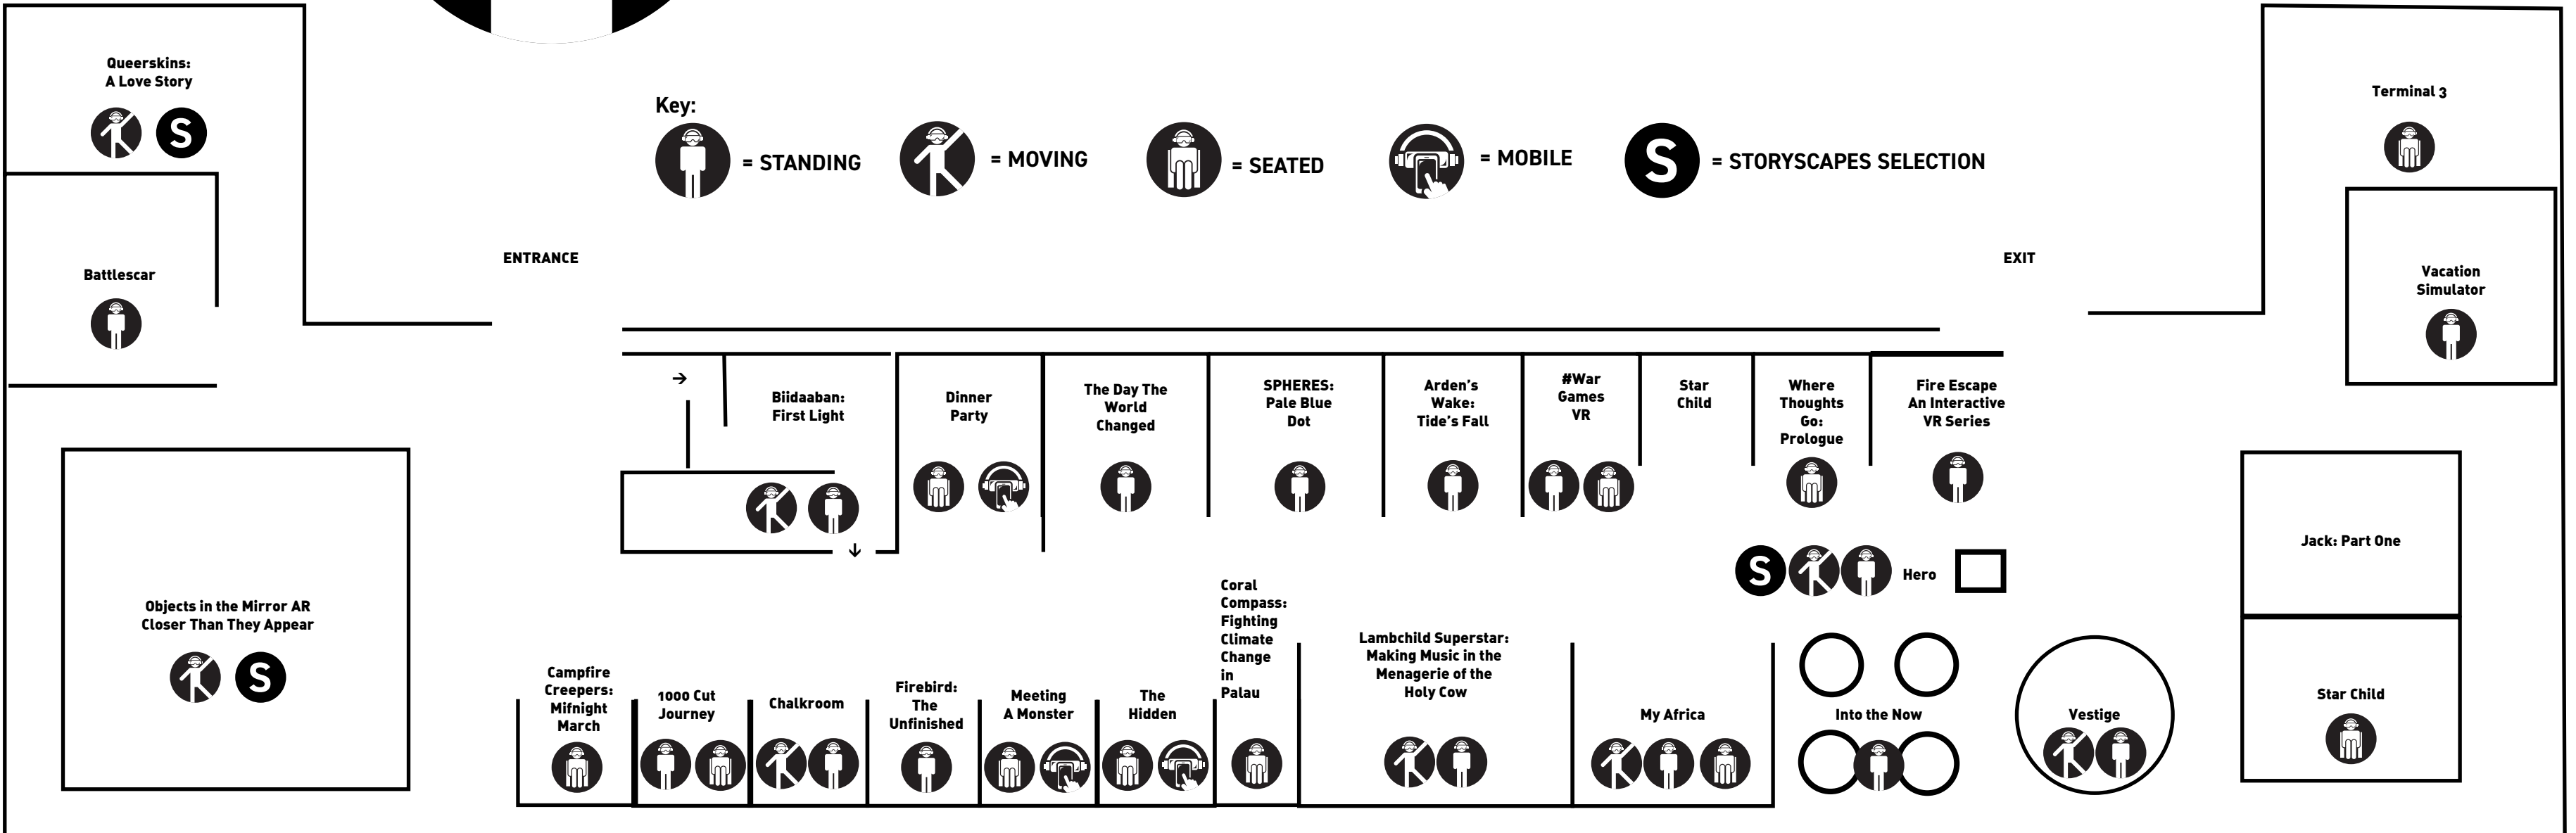 Queerskins:
A Love Story
S
Key:
= STANDING
= MOVING
= SEATED
= MOBILE
S
= STORYSCAPES SELECTION
Terminal 3
Battlescar
ENTRANCE
EXIT
Vacation
Simulator
→
Biidaaban:
First Light
↓
Dinner
Party
The Day The
World
Changed
SPHERES:
Pale Blue
Dot
Arden's
Wake:
Tide's Fall
#War
Games
VR
Star
Child
Where
Thoughts
Go:
Prologue
Fire Escape
An Interactive
VR Series
S
Hero
Jack: Part One
Objects in the Mirror AR
Closer Than They Appear
S
Campfire
Creepers:
Mifnight
March
1000 Cut
Journey
Chalkroom
Firebird:
The
Unfinished
Meeting
A Monster
The
Hidden
Coral
Compass:
Fighting
Climate
Change
in
Palau
Lambchild Superstar:
Making Music in the
Menagerie of the
Holy Cow
My Africa
Into the Now
Vestige
Star Child